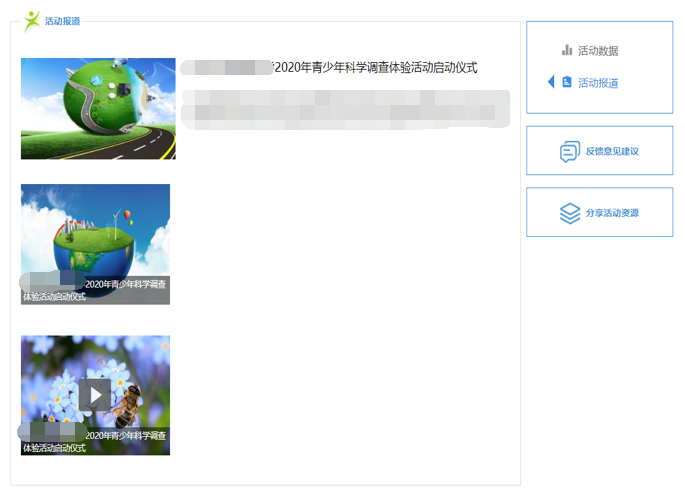 活动报道
2020年青少年科学调查体验活动启动仪式
2020年青少年科学调查
体验活动启动仪式
2020年青少年科学调查
体验活动启动仪式
活动数据
活动报道
反馈意见建议
分享活动资源